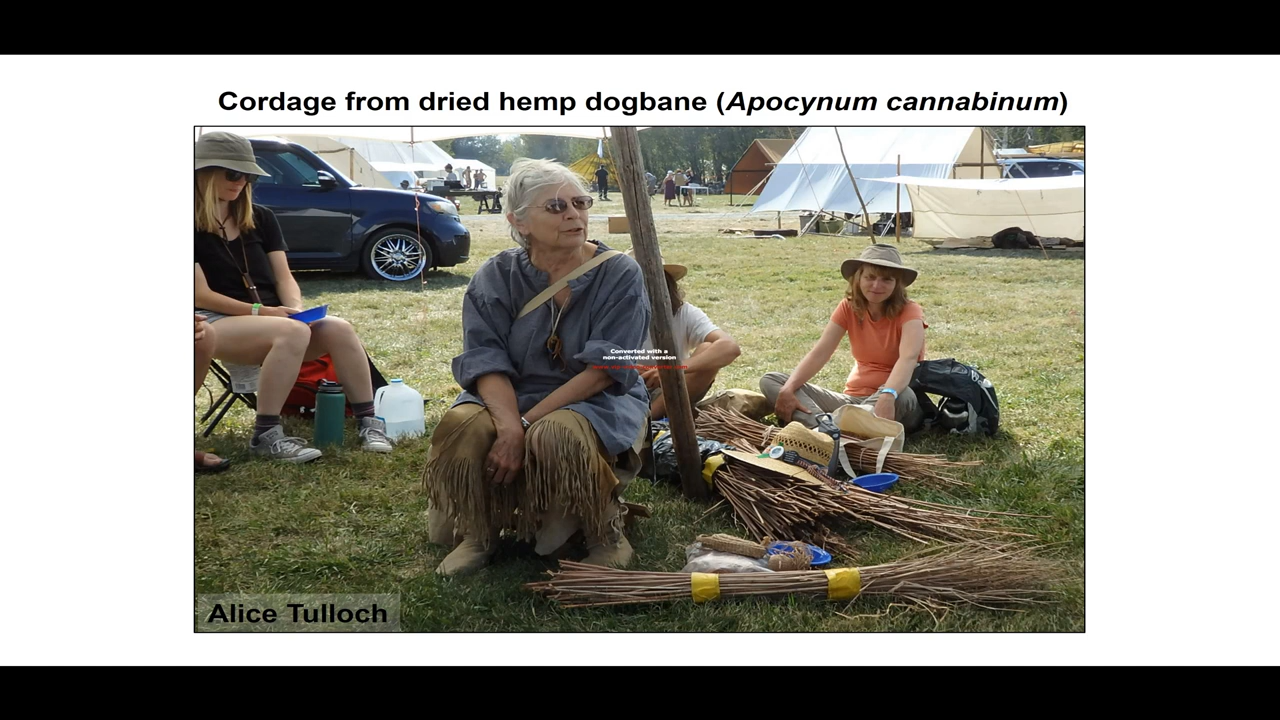 Cordage from dried hemp dogbane (Apocynum cannabinum)
Converted with a
non-activated version
Alice Tulloch